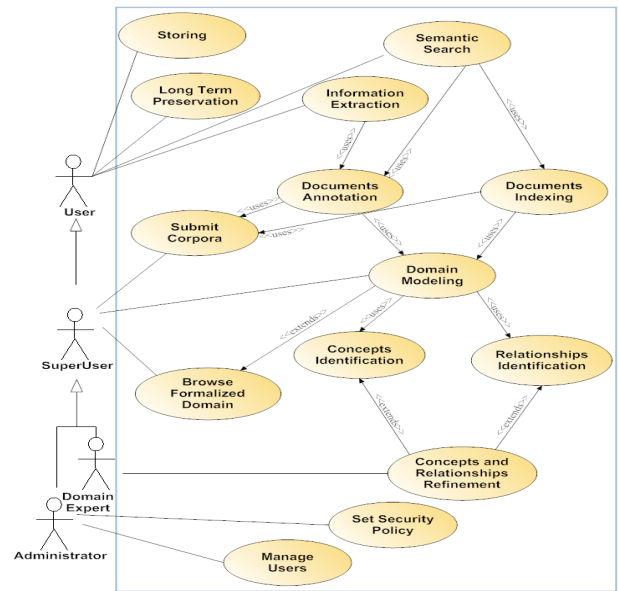 Storing
Semantic
Search
Long Term
Preservation
Information
Extraction
<<uses>>
<<uses>>
<<uses>>
User
Documents
Annotation
Documents
Indexing
<<uses>>
<<uses>>
Submit
Corpora
<<uses>>
<<uses>>
Domain
Modeling
<<extends>>
<<uses>>
<<uses>>
SuperUser
Concepts
Identification
Relationships
Identification
Browse
Formalized
Domain
<<extends>>
<<extends>>
Concepts and
Relationships
Refinement
Domain
Expert
Set Security
Policy
Administrator
Manage
Users